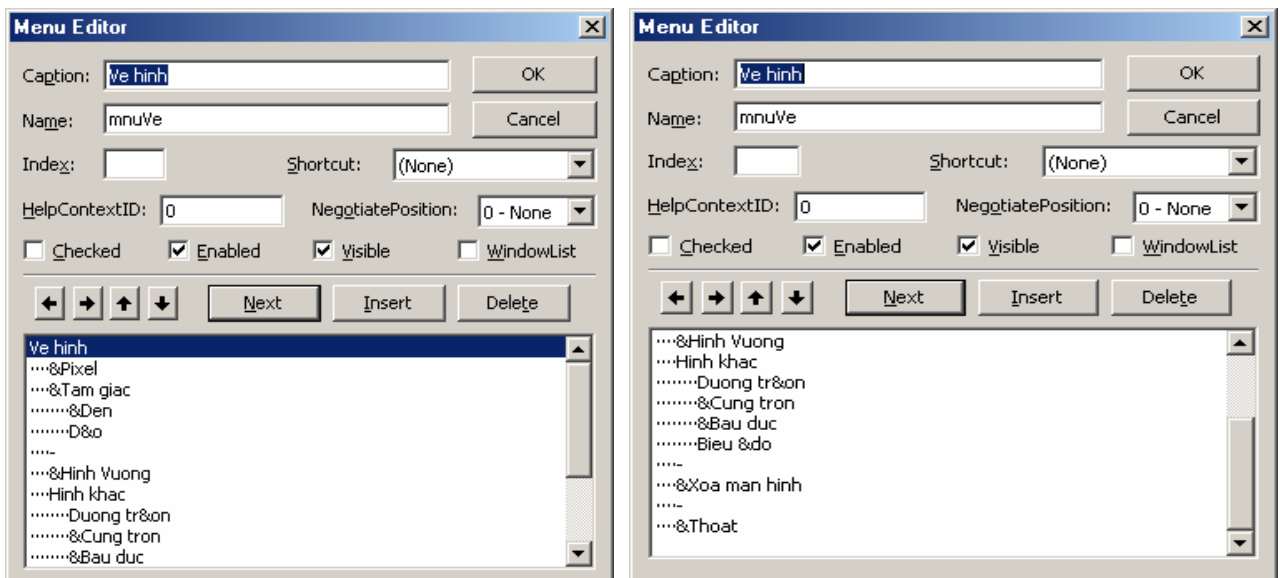 Menu Editor
Caption: Ve hinh OK
Name: mnuVe Cancel
Index: Shortcut: (None)
HelpContextID: 0 NegotiatePosition: 0 - None
Checked Enabled Visible WindowList
Next Insert Delete
Ve hinh
····&Pixel
····&Tam giac
········&Den
········D&o
····-
····&Hinh Vuong
····Hinh khac
········Duong tr&on
········&Cung tron
········&Bau duc
Menu Editor
Caption: Ve hinh OK
Name: mnuVe Cancel
Index: Shortcut: (None)
HelpContextID: 0 NegotiatePosition: 0 - None
Checked Enabled Visible WindowList
Next Insert Delete
····&Hinh Vuong
····Hinh khac
········Duong tr&on
········&Cung tron
········&Bau duc
········Bieu &do
····-
····&Xoa man hinh
····-
····&Thoat